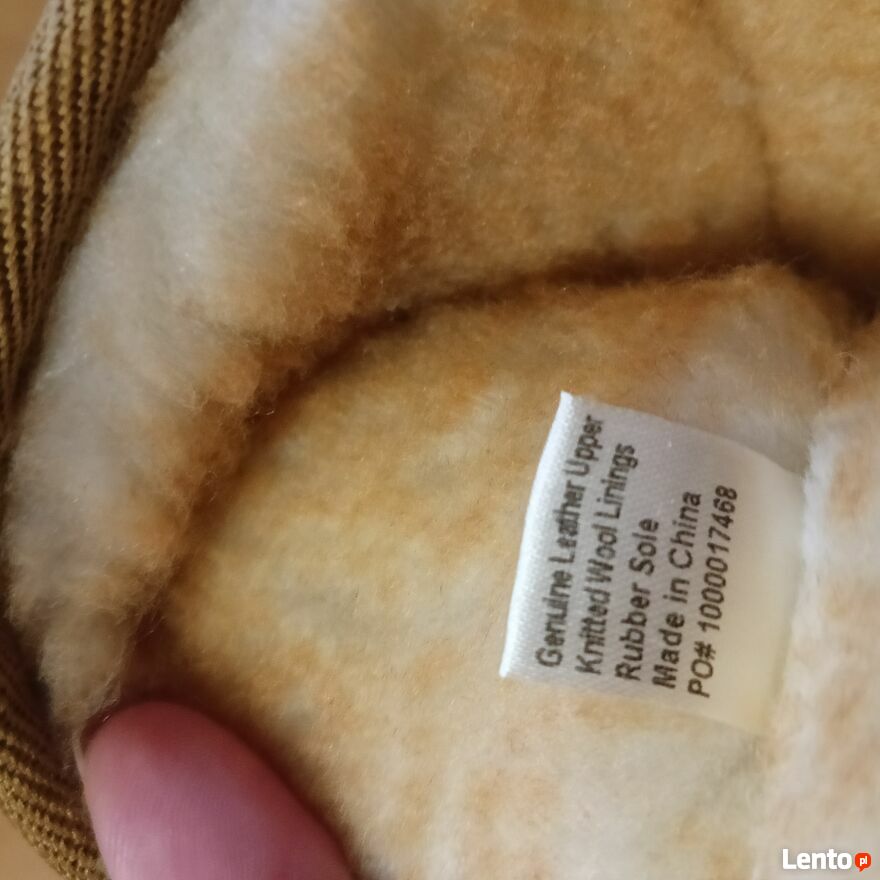 Genuine Leather Upper
Knitted Wool Linings
Rubber Sole
Made in China
PO# 1000017468
Lento pl